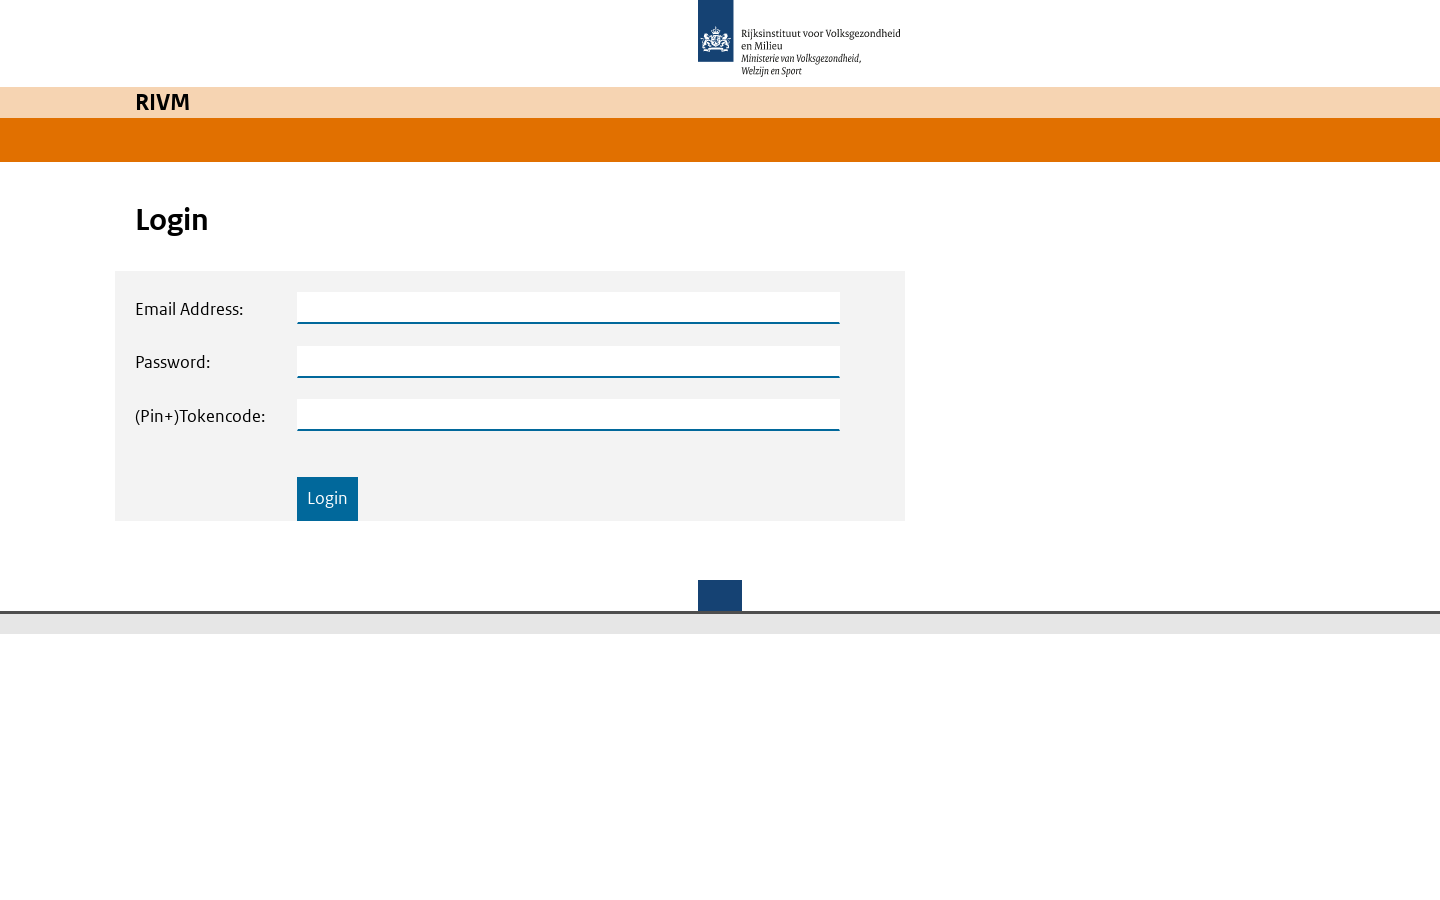 Rijksinstituut voor Volksgezondheid
en Milieu
Ministerie van Volksgezondheid,
Welzijn en Sport
RIVM
Login
Email Address:
Password:
(Pin+)Tokencode:
Login